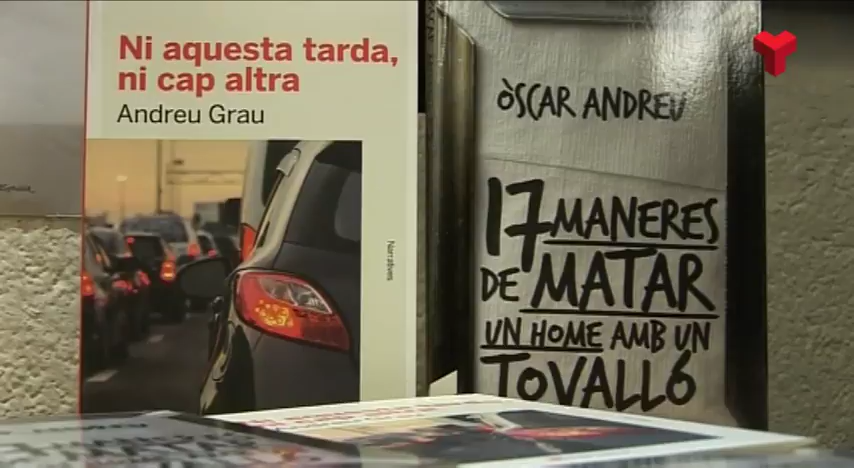 Ni aquesta tarda,
ni cap altra
Andreu Grau
Narratives
ÒSCAR ANDREU
17 MANERES
DE MATAR
UN HOME AMB UN
TOVALLÓ